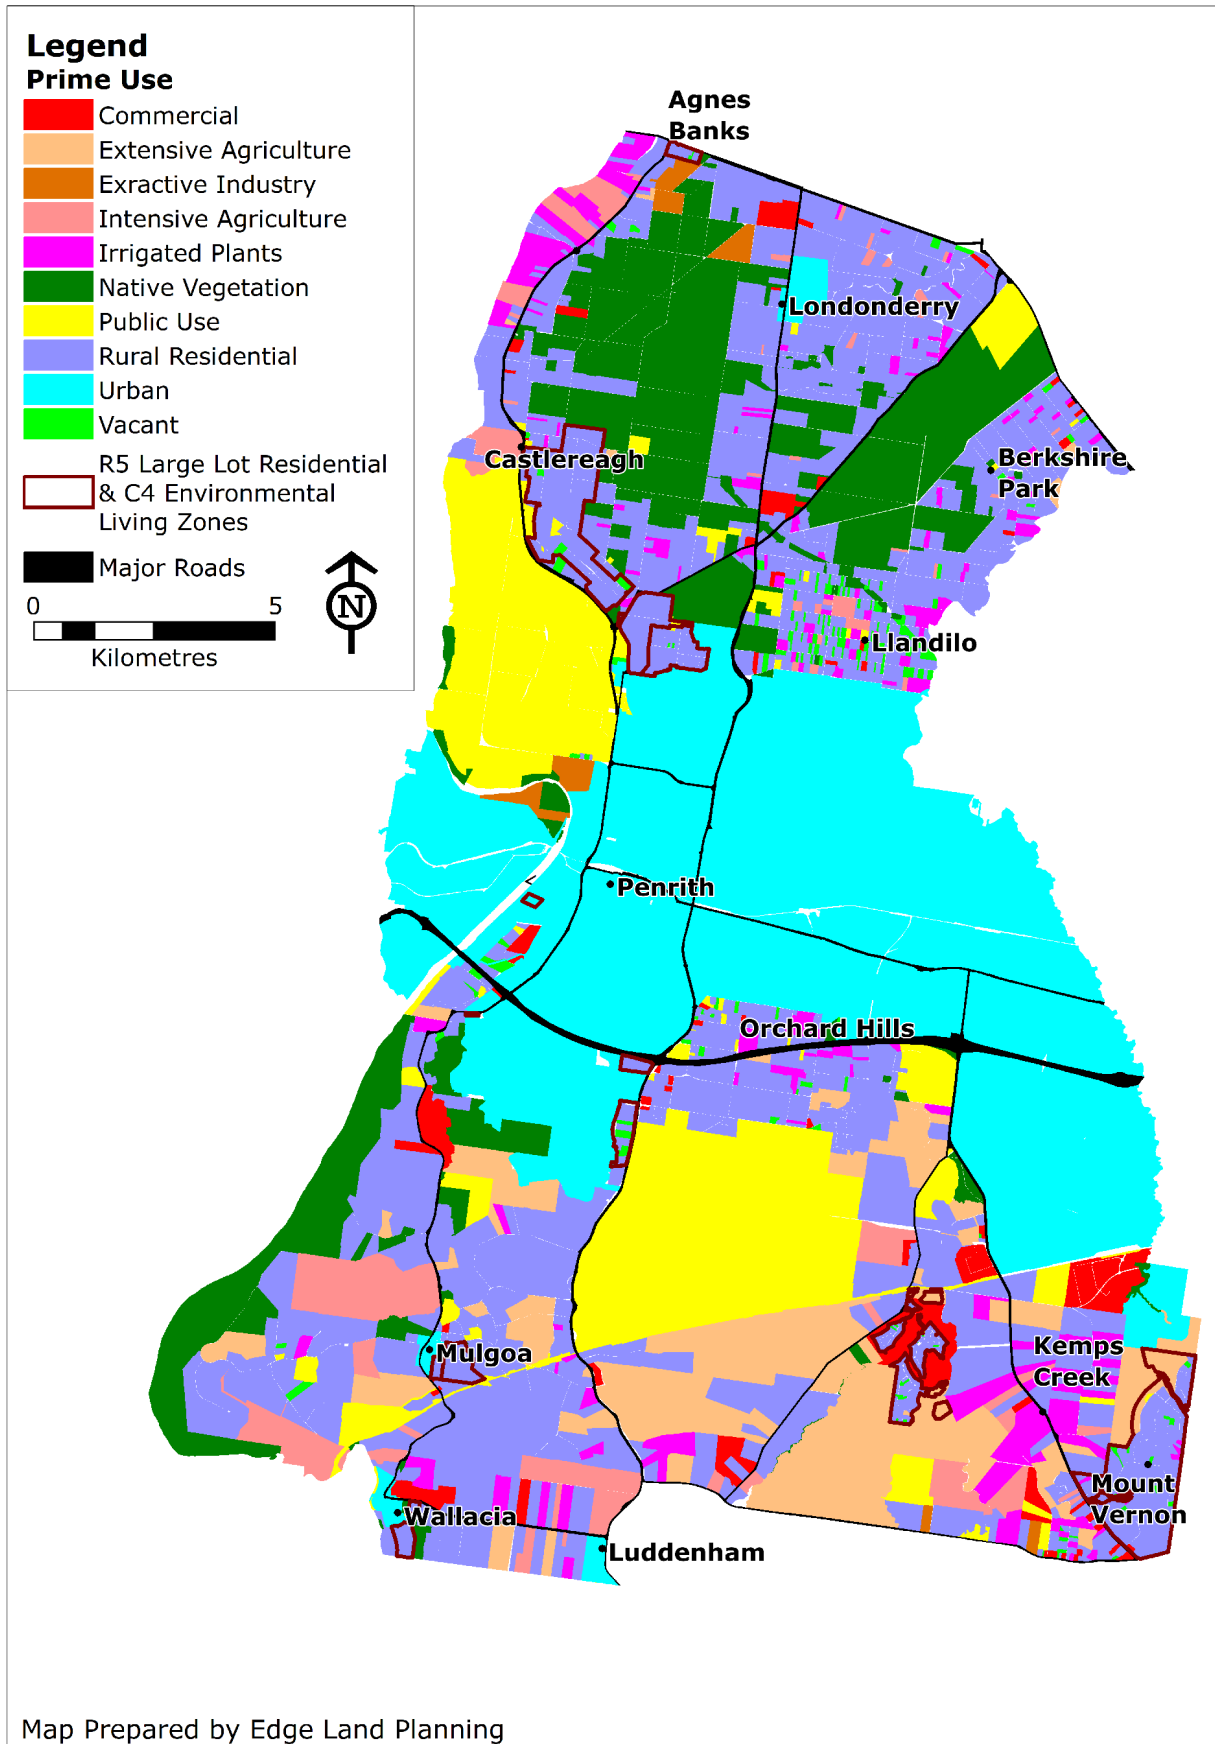 Legend
Prime Use
Commercial
Extensive Agriculture
Exractive Industry
Intensive Agriculture
Irrigated Plants
Native Vegetation
Public Use
Rural Residential
Urban
Vacant
R5 Large Lot Residential
& C4 Environmental
Living Zones
Major Roads
0 5
Kilometres
N
Agnes
Banks
Londonderry
Castlereagh
Berkshire
Park
Llandilo
Penrith
Orchard Hills
Mulgoa
Kemps
Creek
Mount
Vernon
Wallacia
Luddenham
Map Prepared by Edge Land Planning